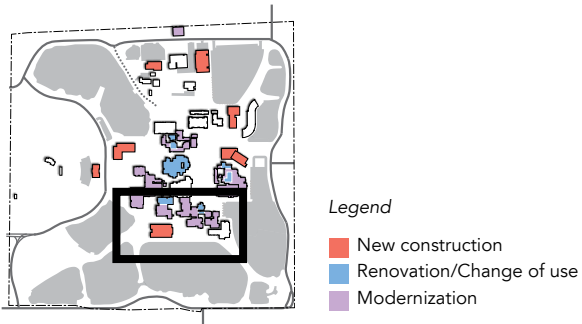 Legend
New construction
Renovation/Change of use
Modernization